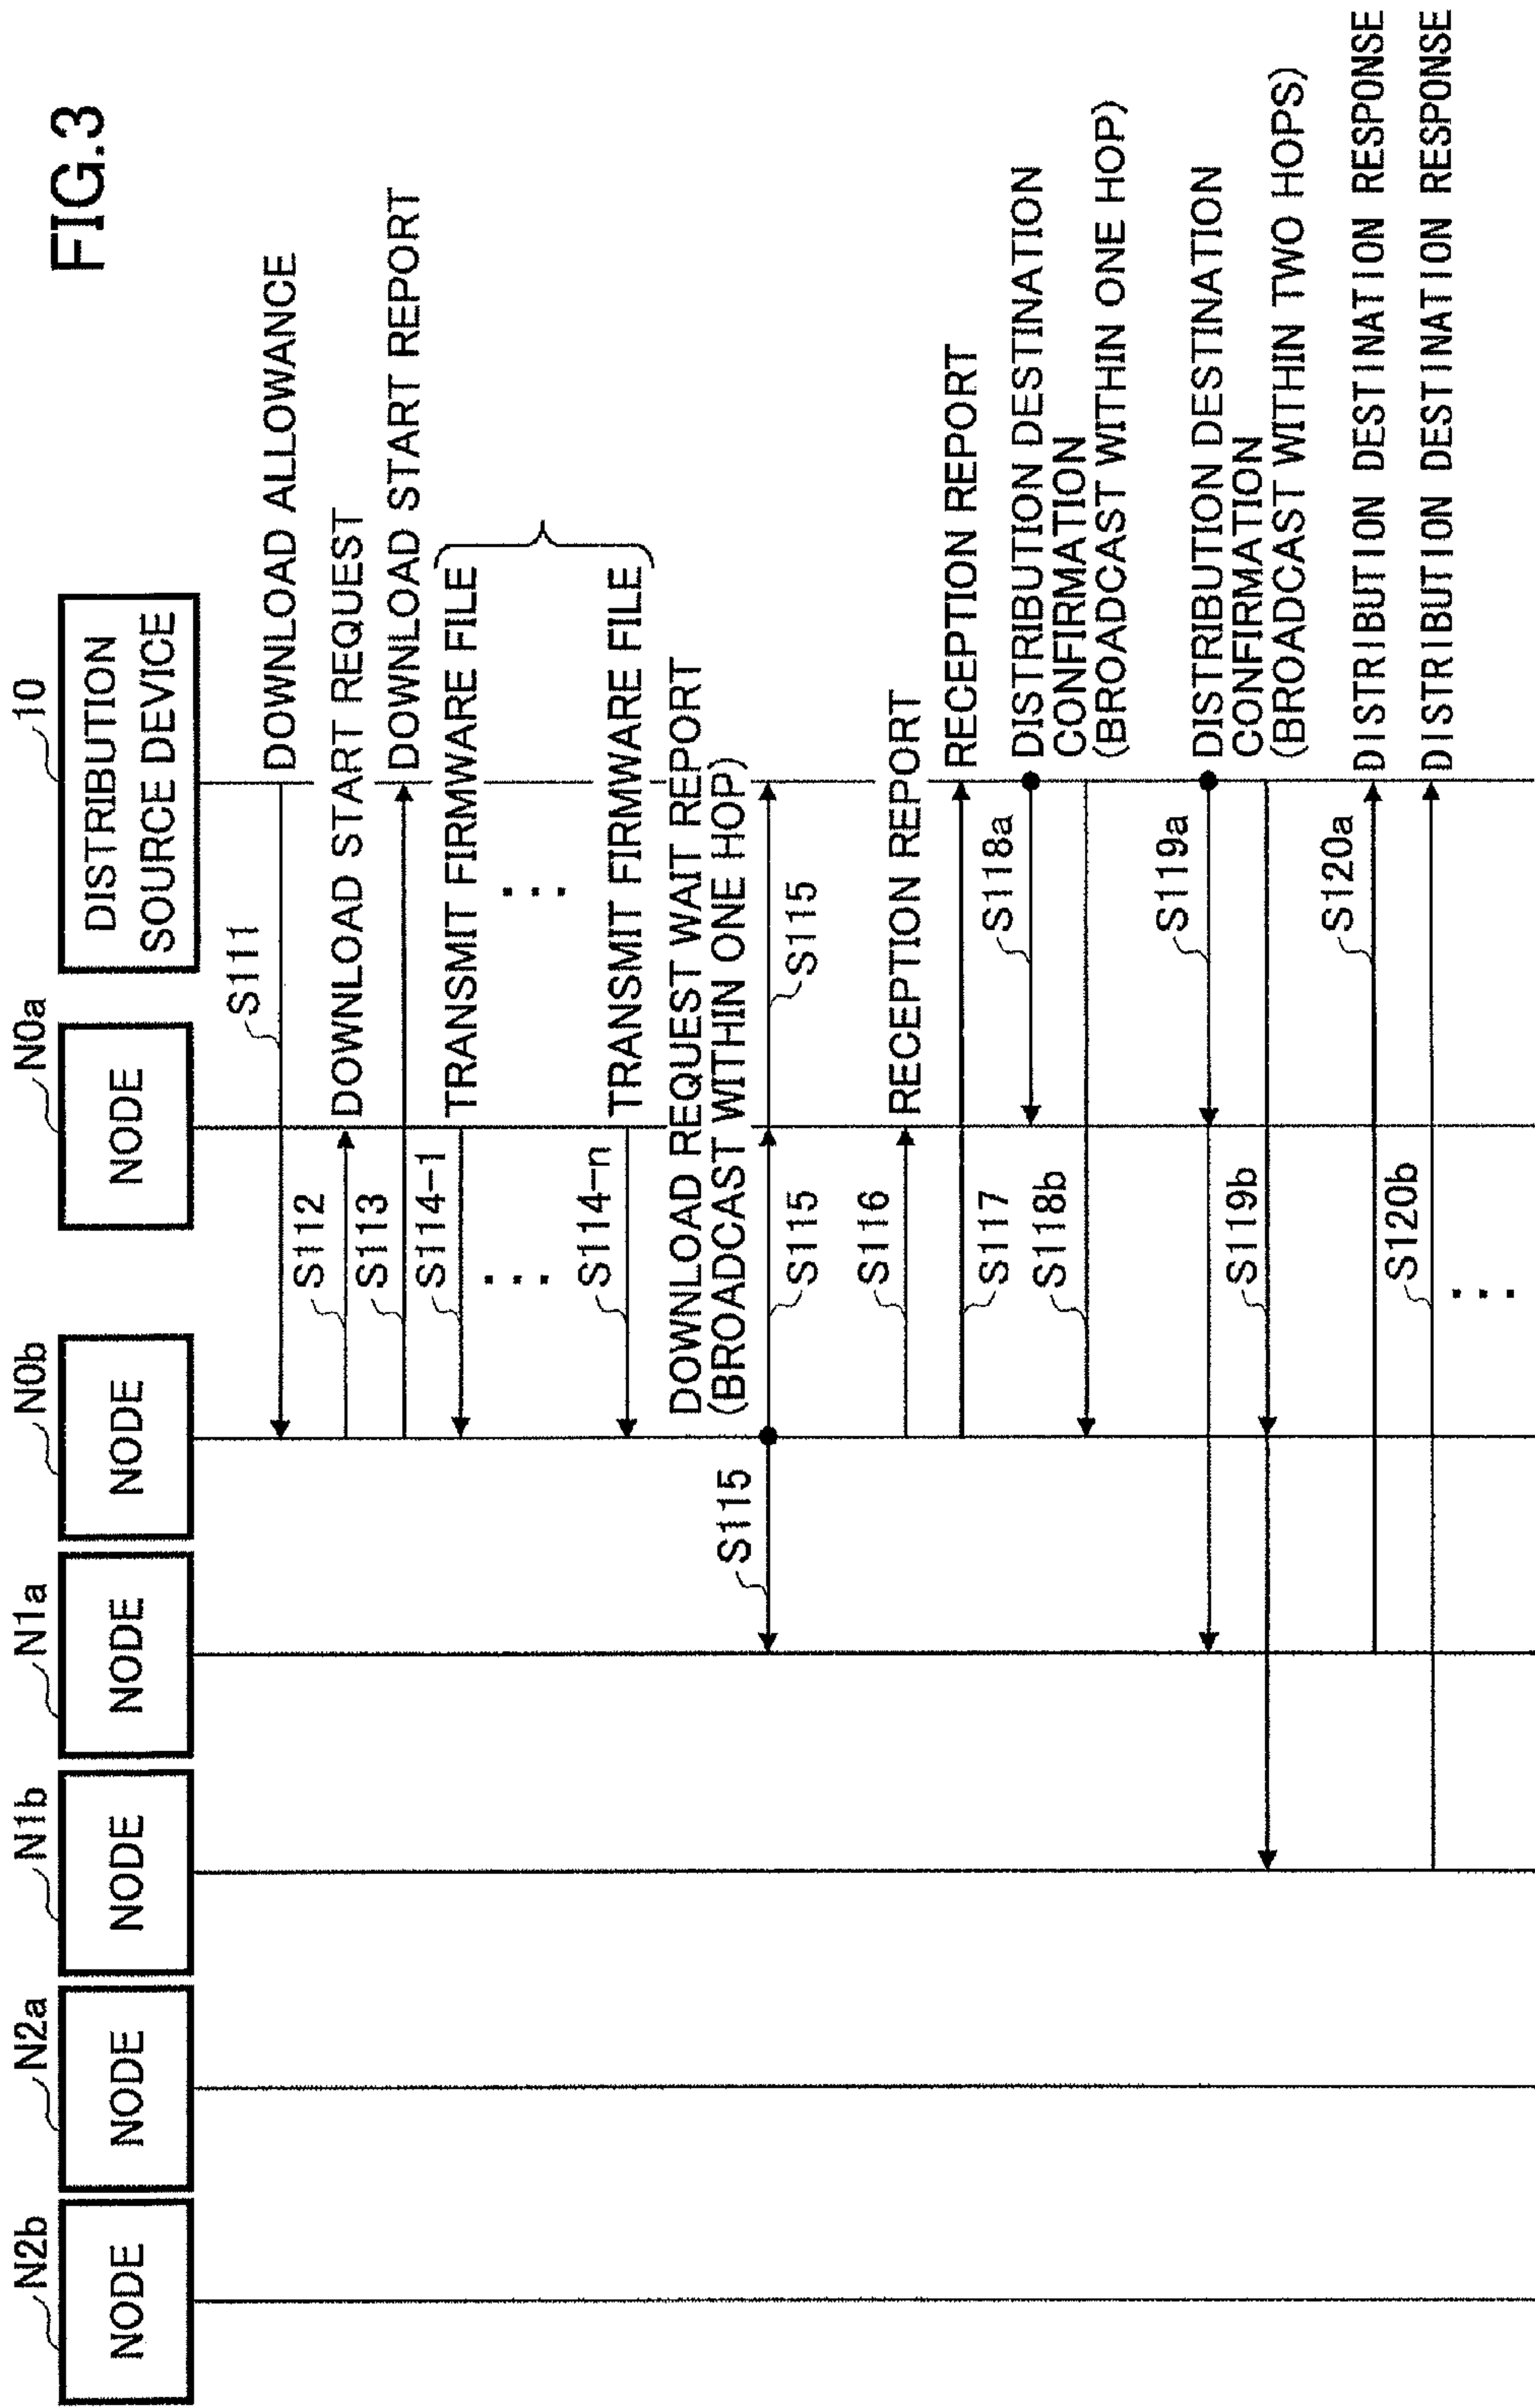 FIG.3
N2b
N2a
N1b
N1a
N0b
N0a
10
NODE
NODE
NODE
NODE
NODE
NODE
DISTRIBUTION
SOURCE DEVICE
S111
DOWNLOAD ALLOWANCE
S112
DOWNLOAD START REQUEST
S113
DOWNLOAD START REPORT
S114-1
TRANSMIT FIRMWARE FILE
...
...
S114-n
TRANSMIT FIRMWARE FILE
DOWNLOAD REQUEST WAIT REPORT
(BROADCAST WITHIN ONE HOP)
S115
S115
S115
S116
RECEPTION REPORT
S117
RECEPTION REPORT
S118a
DISTRIBUTION DESTINATION
CONFIRMATION
(BROADCAST WITHIN ONE HOP)
S118b
S119a
DISTRIBUTION DESTINATION
CONFIRMATION
(BROADCAST WITHIN TWO HOPS)
S119b
S120a
DISTRIBUTION DESTINATION RESPONSE
S120b
DISTRIBUTION DESTINATION RESPONSE
...